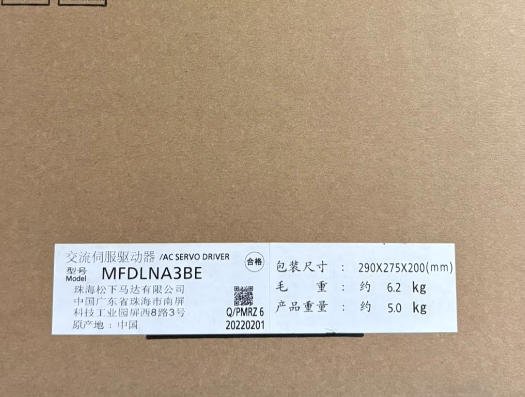 交流伺服驱动器 /AC SERVO DRIVER
合格
型号 Model MFDLNA3BE
珠海松下马达有限公司
中国广东省珠海市南屏
科技工业园屏西8路3号 Q/PMRZ 6
原产地：中国 20220201
包装尺寸： 290X275X200(mm)
毛 重： 约 6.2 kg
产品重量： 约 5.0 kg